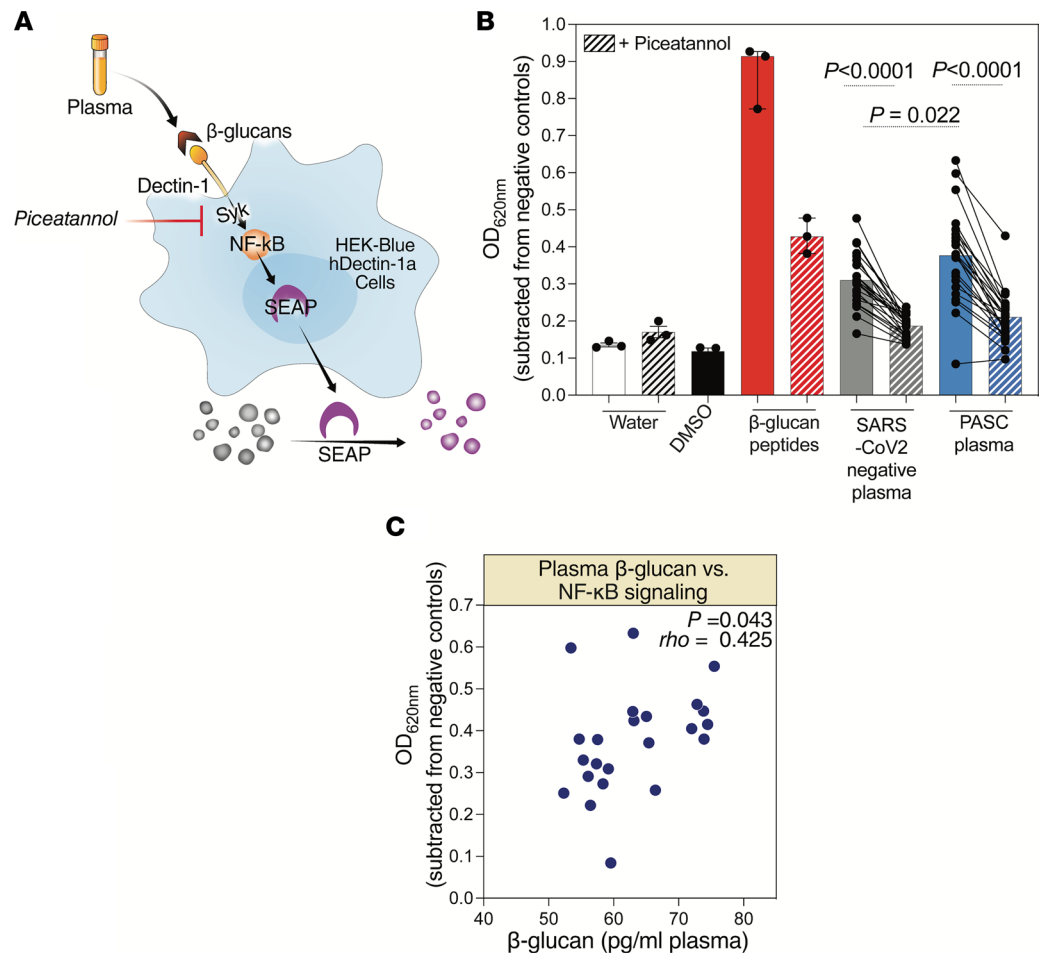 A
Plasma
β-glucans
Dectin-1
Piceatannol
Syk
NF-kB
HEK-Blue
hDectin-1a
Cells
SEAP
SEAP
B
+ Piceatannol
P<0.0001
P<0.0001
P = 0.022
OD620nm
(subtracted from negative controls)
1.0
0.9
0.8
0.7
0.6
0.5
0.4
0.3
0.2
0.1
0.0
Water
DMSO
β-glucan
peptides
SARS
-CoV2
negative
plasma
PASC
plasma
C
Plasma β-glucan vs.
NF-κB signaling
P =0.043
rho = 0.425
OD620nm
(subtracted from negative controls)
0.7
0.6
0.5
0.4
0.3
0.2
0.1
0.0
40
50
60
70
80
β-glucan (pg/ml plasma)